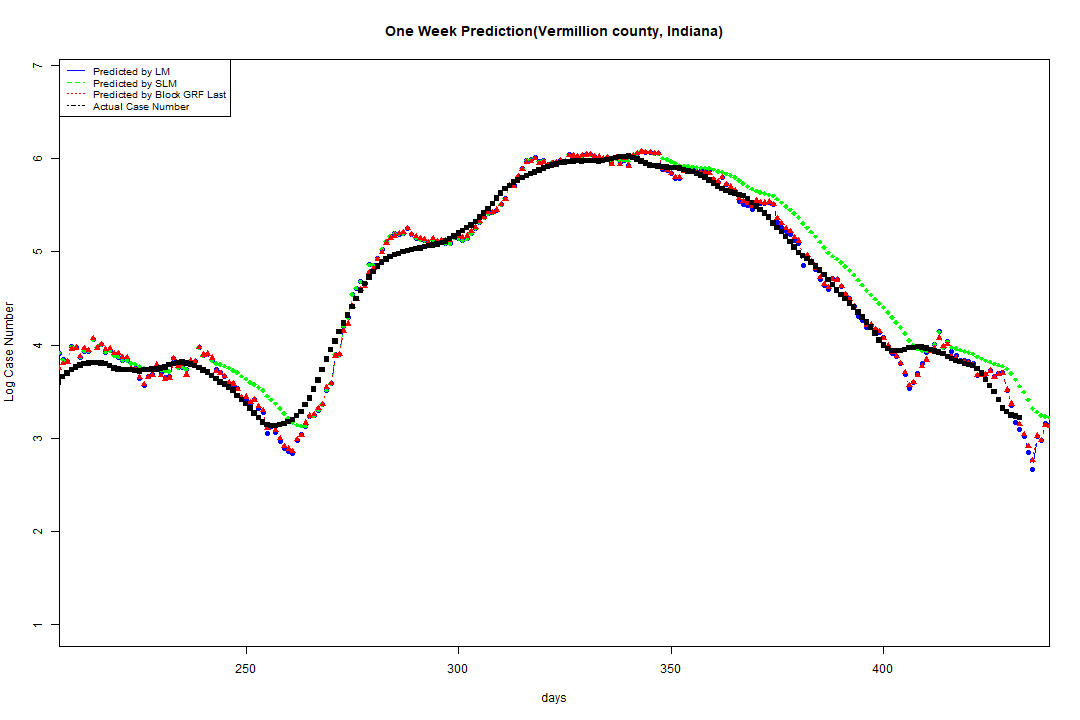 One Week Prediction(Vermillion county, Indiana)
Predicted by LM
Predicted by SLM
Predicted by Block GRF Last
Actual Case Number
7
6
5
4
3
2
1
Log Case Number
250 300 350 400
days